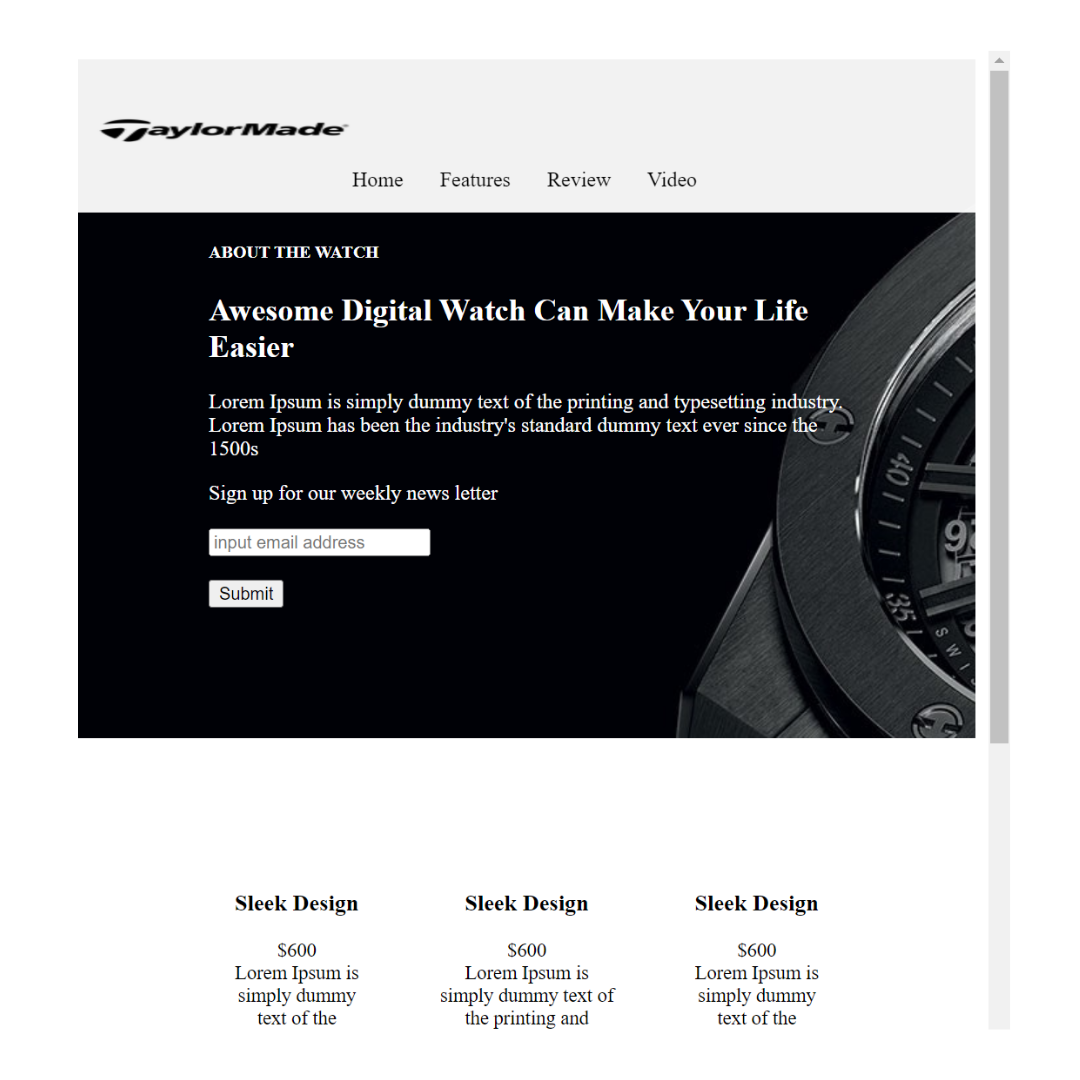 TaylorMade
Home Features Review Video
ABOUT THE WATCH
Awesome Digital Watch Can Make Your Life
Easier
Lorem Ipsum is simply dummy text of the printing and typesetting industry.
Lorem Ipsum has been the industry's standard dummy text ever since the
1500s
Sign up for our weekly news letter
input email address
Submit
40
35
Sleek Design Sleek Design Sleek Design
$600 $600 $600
Lorem Ipsum is Lorem Ipsum is Lorem Ipsum is
simply dummy simply dummy text of simply dummy
text of the the printing and text of the